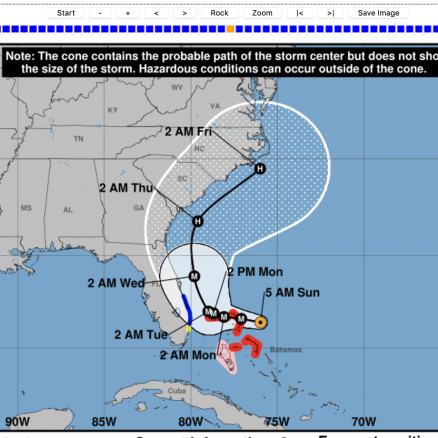 Start - + < > Rock Zoom |< >| Save Image
Note: The cone contains the probable path of the storm center but does not sho
the size of the storm. Hazardous conditions can occur outside of the cone.
WV
KY
VA
2 AM Fri
TN
NC
H
SC
2 AM Thu
MS
AL
GA
H
2 PM Mon
M
2 AM Wed
FL
5 AM Sun
M M M M
2 AM Tue
2 AM Mon
Bahamas
Cuba
90W 85W 80W 75W 70W